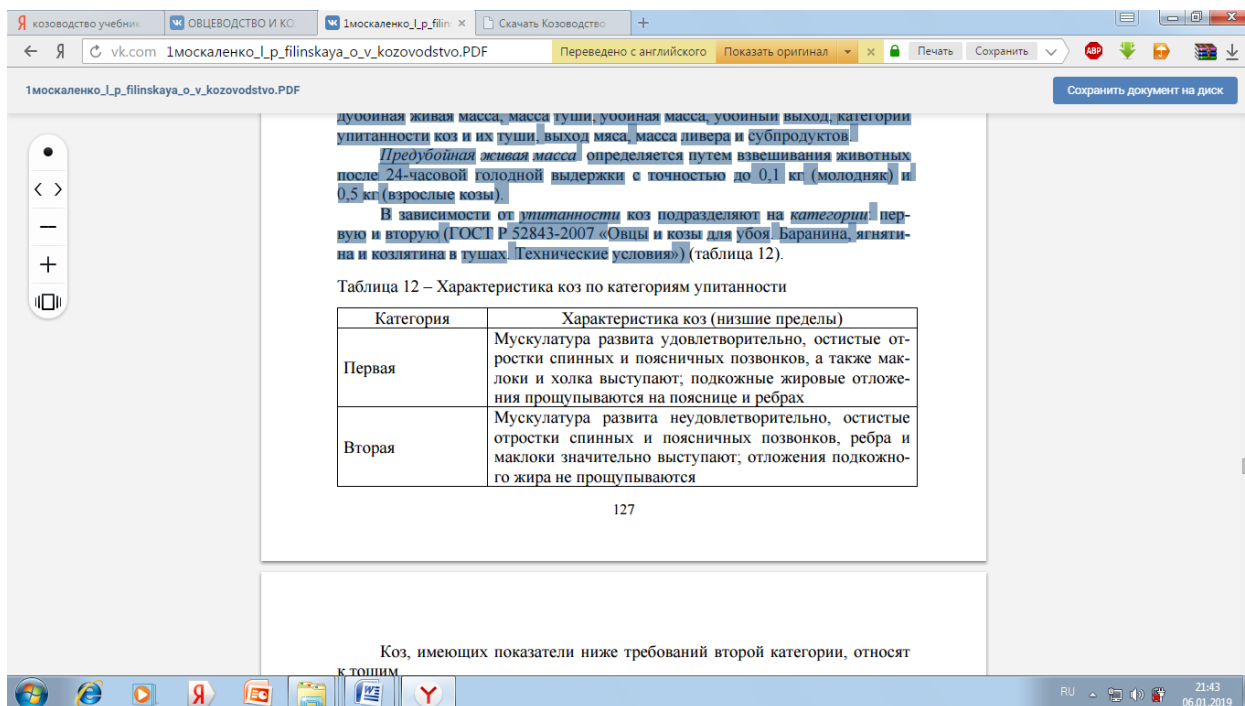 козоводство учебник
ОВЦЕВОДСТВО И КО
1москаленко_l_p_filin
Скачать Козоводство
vk.com 1москаленко_l_p_filinskaya_o_v_kozovodstvo.PDF
Переведено с английского Показать оригинал Печать Сохранить
ABP
1москаленко_l_p_filinskaya_o_v_kozovodstvo.PDF
Сохранить документ на диск
дубойная живая масса, масса туши, убойная масса, убойный выход, категории
упитанности коз и их туши, выход мяса, масса ливера и субпродуктов.
Предубойная живая масса определяется путем взвешивания животных
после 24-часовой голодной выдержки с точностью до 0,1 кг (молодняк) и
0,5 кг (взрослые козы).
В зависимости от упитанности коз подразделяют на категории: пер-
вую и вторую (ГОСТ Р 52843-2007 «Овцы и козы для убоя. Баранина, ягняти-
на и козлятина в тушах. Технические условия») (таблица 12).
Таблица 12 – Характеристика коз по категориям упитанности
Категория Характеристика коз (низшие пределы)
Первая
Мускулатура развита удовлетворительно, остистые от-
ростки спинных и поясничных позвонков, а также мак-
локи и холка выступают; подкожные жировые отложе-
ния прощупываются на пояснице и ребрах
Вторая
Мускулатура развита неудовлетворительно, остистые
отростки спинных и поясничных позвонков, ребра и
маклоки значительно выступают; отложения подкожно-
го жира не прощупываются
127
Коз, имеющих показатели ниже требований второй категории, относят
к тощим
RU
21:43
06.01.2019